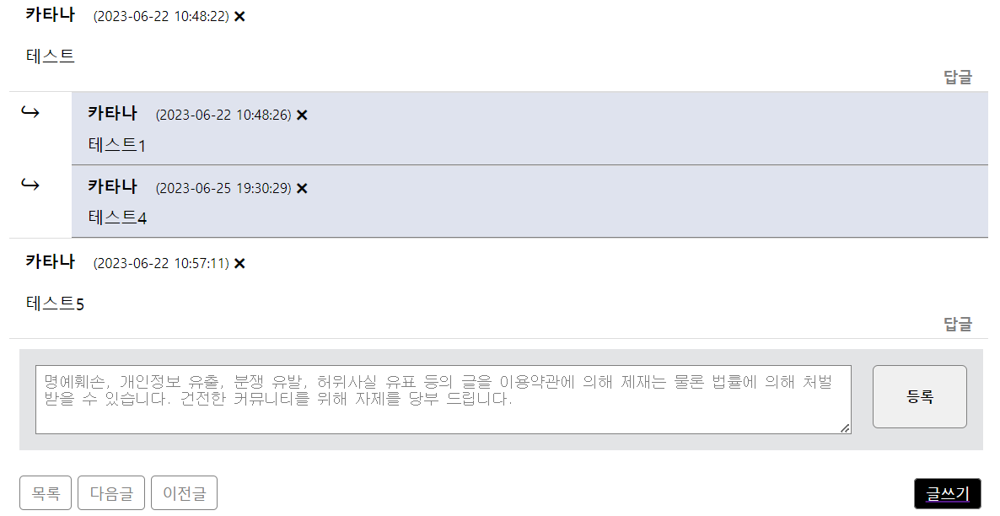 카타나 (2023-06-22 10:48:22) ✕
테스트
답글
↪ 카타나 (2023-06-22 10:48:26) ✕
테스트1
↪ 카타나 (2023-06-25 19:30:29) ✕
테스트4
카타나 (2023-06-22 10:57:11) ✕
테스트5
답글
명예훼손, 개인정보 유출, 분쟁 유발, 허위사실 유표 등의 글을 이용약관에 의해 제재는 물론 법률에 의해 처벌
받을 수 있습니다. 건전한 커뮤니티를 위해 자제를 당부 드립니다.
등록
목록 다음글 이전글 글쓰기